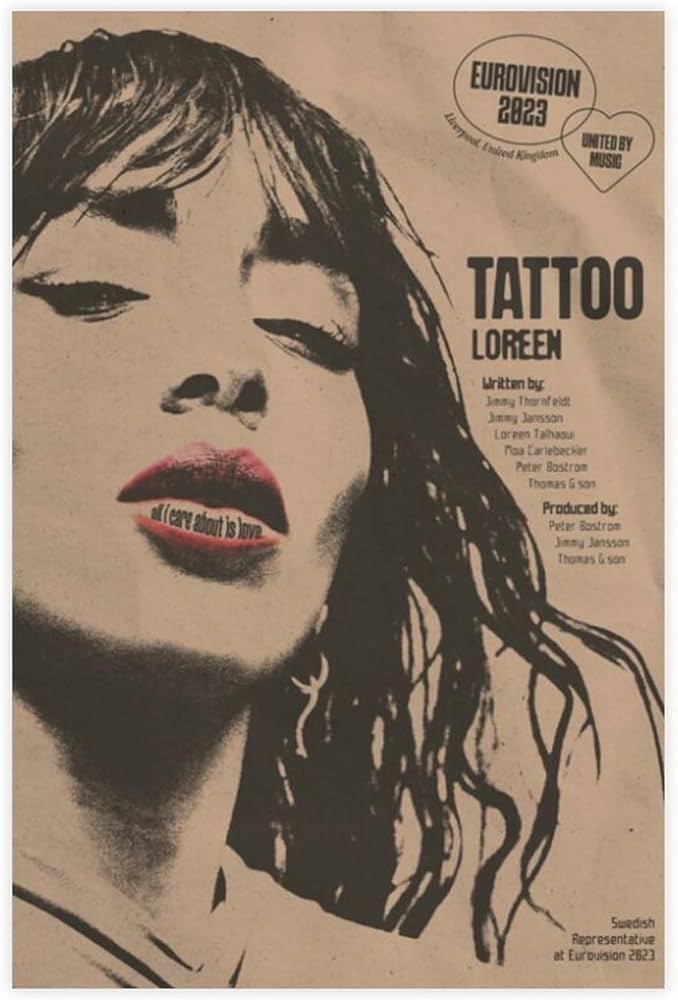 EUROVISION
2023
Liverpool, United Kingdom
UNITED BY
MUSIC
TATTOO
LOREEN
Written by:
Jimmy Thornfeldt
Jimmy Jansson
Loreen Talhaoui
Moa Carlebecker
Peter Bostrom
Thomas G son
Produced by:
Peter Bostrom
Jimmy Jansson
Thomas G son
all i care about is love
Swedish
Representative
at Eurovision 2023